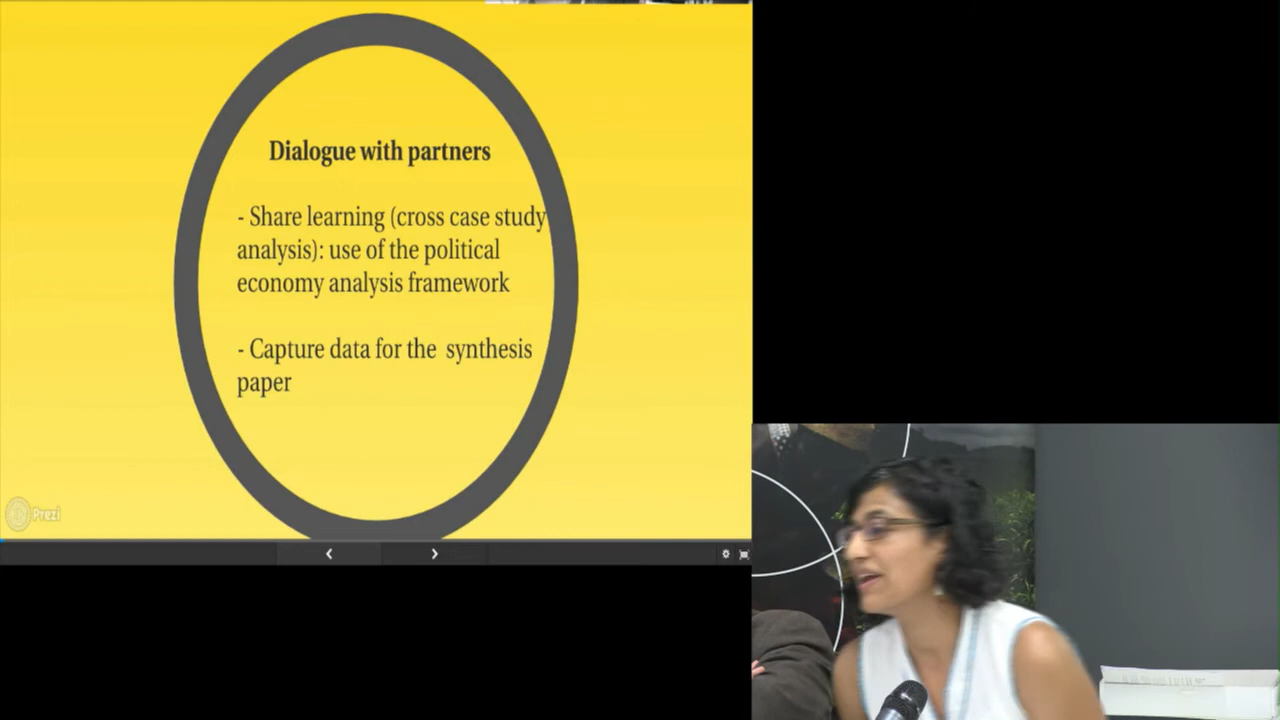 Dialogue with partners
- Share learning (cross case study
analysis): use of the political
economy analysis framework
- Capture data for the synthesis
paper
Prezi